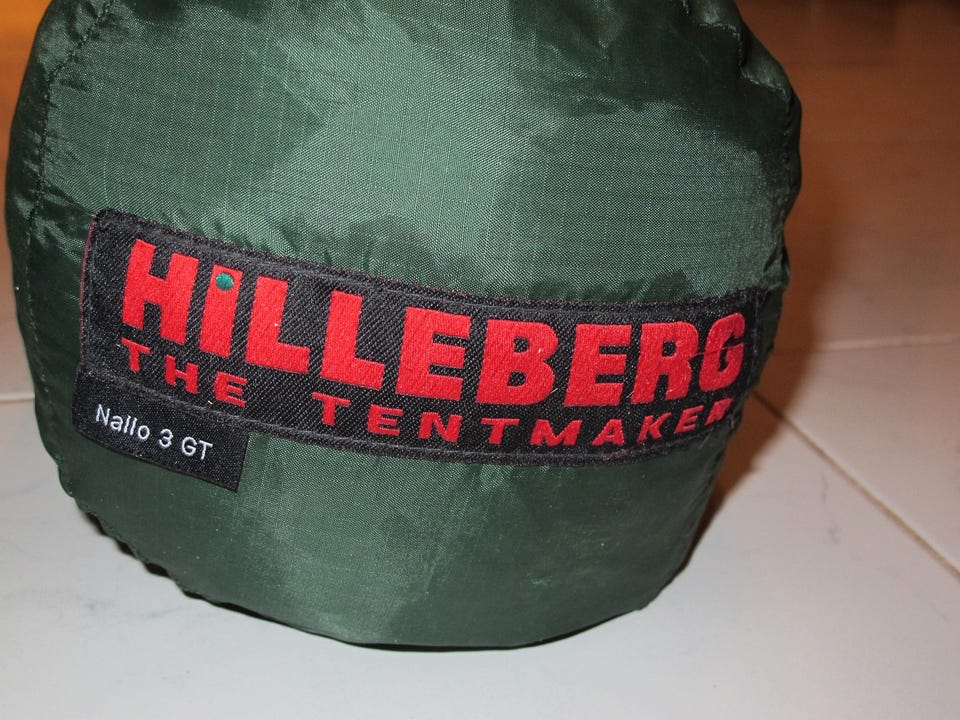 HiLLEBERG
THE TENTMAKER
Nallo 3 GT